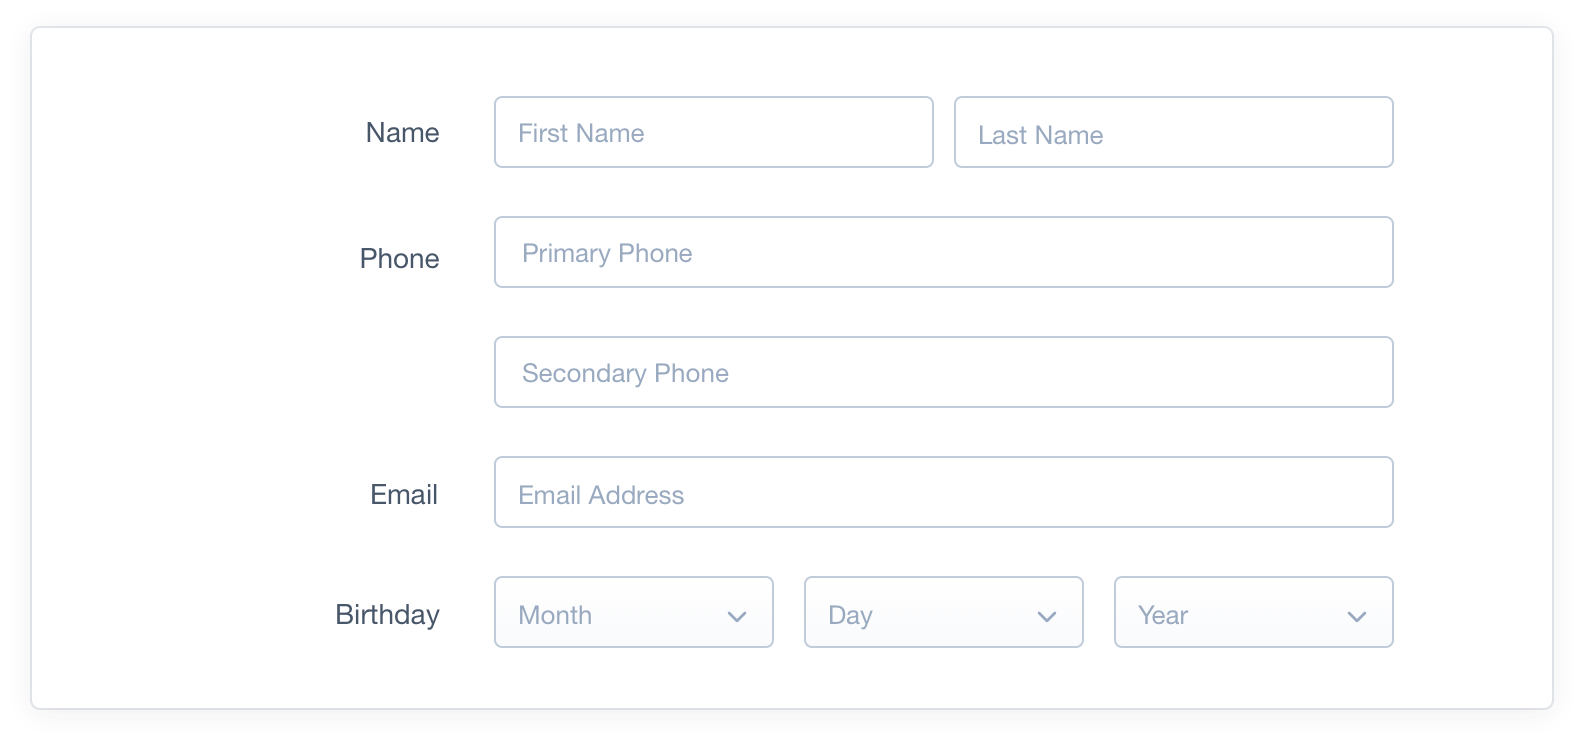 Name First Name Last Name
Phone Primary Phone
Secondary Phone
Email Email Address
Birthday Month Day Year